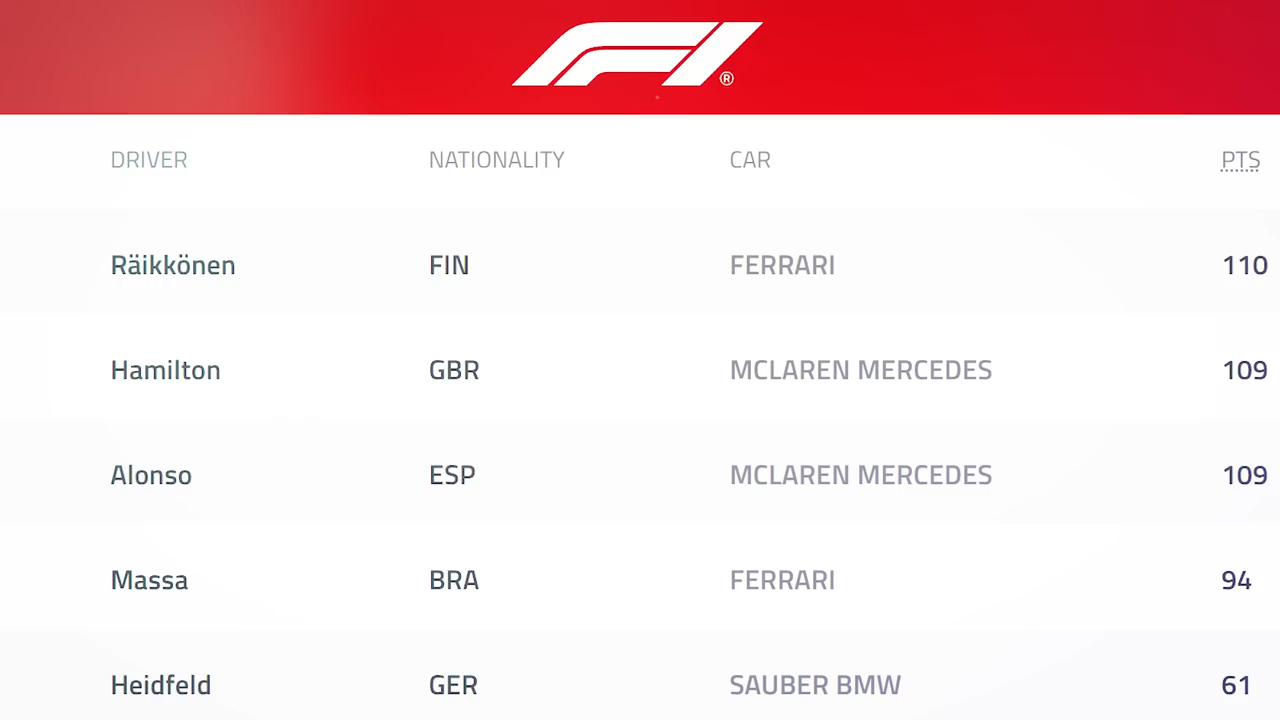 F1®
DRIVER NATIONALITY CAR PTS
Räikkönen FIN FERRARI 110
Hamilton GBR MCLAREN MERCEDES 109
Alonso ESP MCLAREN MERCEDES 109
Massa BRA FERRARI 94
Heidfeld GER SAUBER BMW 61